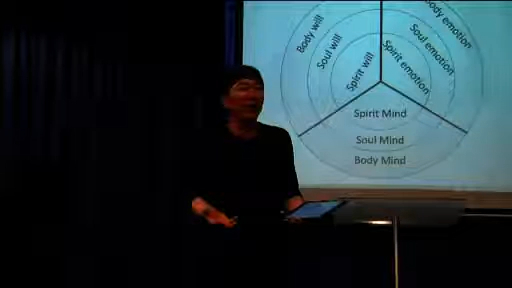 Body will
Soul will
Spirit will
Body emotion
Soul emotion
Spirit emotion
Spirit Mind
Soul Mind
Body Mind